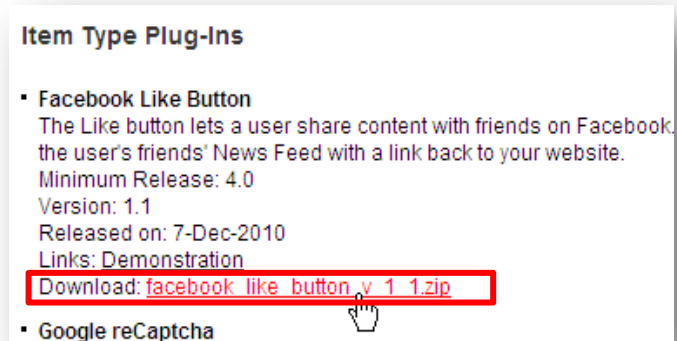 Item Type Plug-Ins
▪ Facebook Like Button
The Like button lets a user share content with friends on Facebook.
the user's friends' News Feed with a link back to your website.
Minimum Release: 4.0
Version: 1.1
Released on: 7-Dec-2010
Links: Demonstration
Download: facebook_like_button_v_1_1.zip
▪ Google reCaptcha